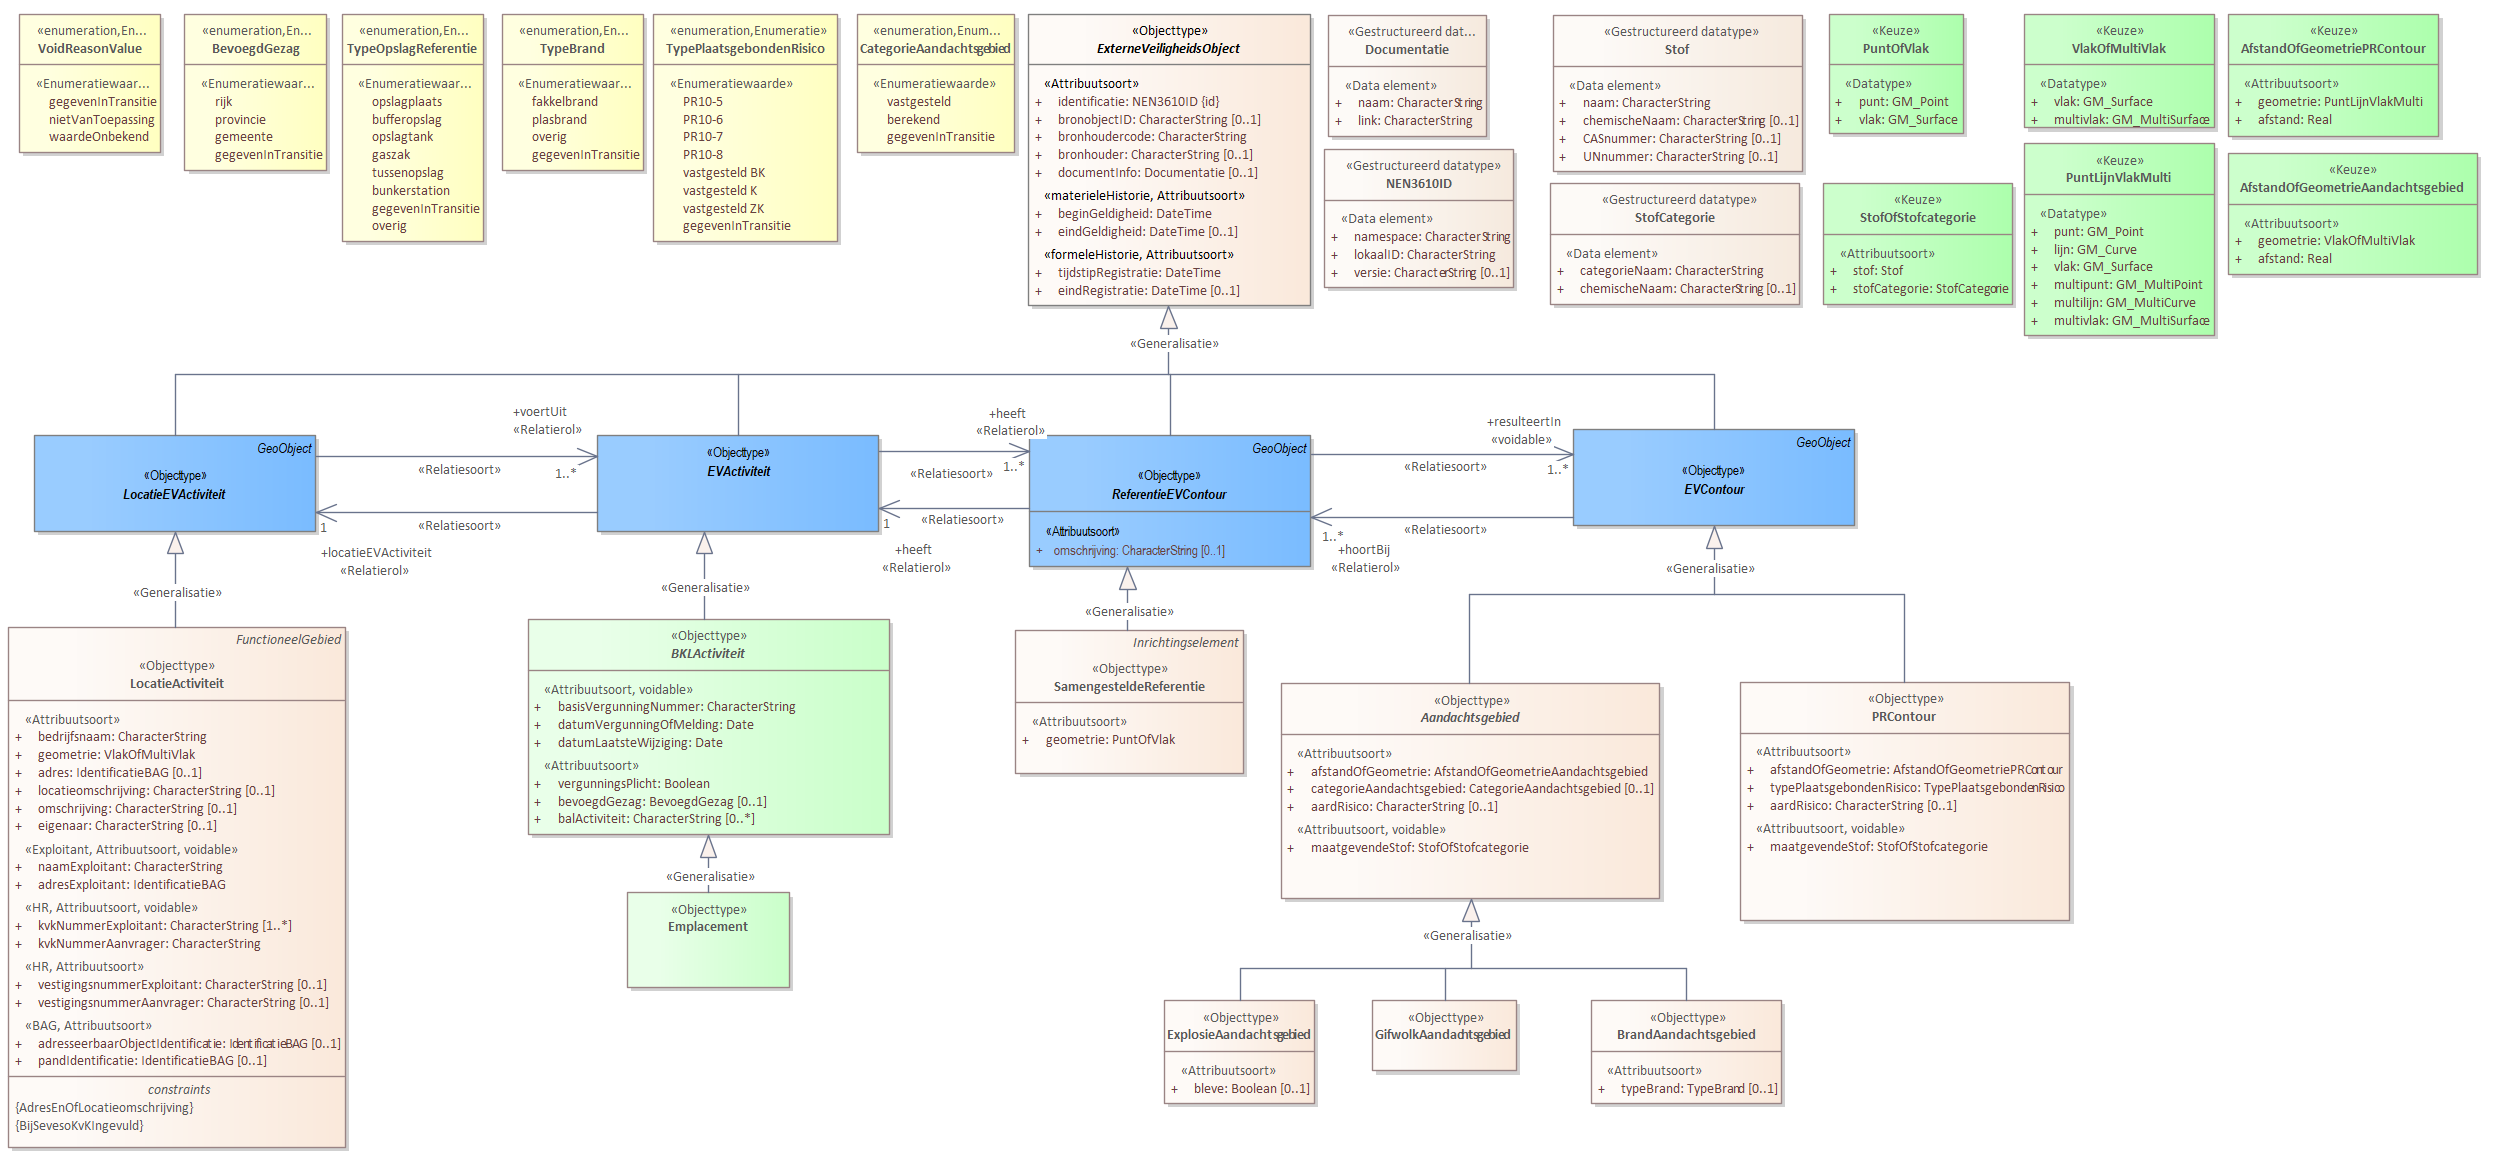 «enumeration,En...
VoidReasonValue
«Enumeratiewaar...
gegevenInTransitie
nietVanToepassing
waardeOnbekend
«enumeration,En...
BevoegdGezag
«Enumeratiewaar...
rijk
provincie
gemeente
gegevenInTransitie
«enumeration,En...
TypeOpslagReferentie
«Enumeratiewaar...
opslagplaats
bufferopslag
opslagtank
gaszak
tussenopslag
bunkerstation
gegevenInTransitie
overig
«enumeration,En...
TypeBrand
«Enumeratiewaar...
fakkelbrand
plasbrand
overig
gegevenInTransitie
«enumeration,Enumeratie»
TypePlaatsgebondenRisico
«Enumeratiewaarde»
PR10-5
PR10-6
PR10-7
PR10-8
vastgesteld BK
vastgesteld K
vastgesteld ZK
gegevenInTransitie
«enumeration,Enum...
CategorieAandachtsgebied
«Enumeratiewaarde»
vastgesteld
berekend
gegevenInTransitie
«Objecttype»
ExterneVeiligheidsObject
«Attribuutsoort»
+ identificatie: NEN3610ID {id}
+ bronobjectID: CharacterString [0..1]
+ bronhoudercode: CharacterString
+ bronhouder: CharacterString [0..1]
+ documentInfo: Documentatie [0..1]
«materieleHistorie, Attribuutsoort»
+ beginGeldigheid: DateTime
+ eindGeldigheid: DateTime [0..1]
«formeleHistorie, Attribuutsoort»
+ tijdstipRegistratie: DateTime
+ eindRegistratie: DateTime [0..1]
«Gestructureerd dat...
Documentatie
«Data element»
+ naam: CharacterString
+ link: CharacterString
«Gestructureerd datatype»
NEN3610ID
«Data element»
+ namespace: CharacterString
+ lokaalID: CharacterString
+ versie: CharacterString [0..1]
«Gestructureerd datatype»
Stof
«Data element»
+ naam: CharacterString
+ chemischeNaam: CharacterString [0..1]
+ CASnummer: CharacterString [0..1]
+ UNnummer: CharacterString [0..1]
«Gestructureerd datatype»
StofCategorie
«Data element»
+ categorieNaam: CharacterString
+ chemischeNaam: CharacterString [0..1]
«Keuze»
PuntOfVlak
«Datatype»
+ punt: GM_Point
+ vlak: GM_Surface
«Keuze»
StofOfStofcategorie
«Attribuutsoort»
+ stof: Stof
+ stofCategorie: StofCategorie
«Keuze»
VlakOfMultiVlak
«Datatype»
+ vlak: GM_Surface
+ multivlak: GM_MultiSurface
«Keuze»
PuntLijnVlakMulti
«Datatype»
+ punt: GM_Point
+ lijn: GM_Curve
+ vlak: GM_Surface
+ multipunt: GM_MultiPoint
+ multilijn: GM_MultiCurve
+ multivlak: GM_MultiSurface
«Keuze»
AfstandOfGeometriePRContour
«Attribuutsoort»
+ geometrie: PuntLijnVlakMulti
+ afstand: Real
«Keuze»
AfstandOfGeometrieAandachtsgebied
«Attribuutsoort»
+ geometrie: VlakOfMultiVlak
+ afstand: Real
«Generalisatie»
GeoObject
«Objecttype»
LocatieEVActiviteit
+voertUit
«Relatierol»
«Relatiesoort»
1..*
«Relatiesoort»
1
+locatieEVActiviteit
«Relatierol»
«Objecttype»
EVActiviteit
+heeft
«Relatierol»
1..*
«Relatiesoort»
«Relatiesoort»
1
+heeft
«Relatierol»
GeoObject
«Objecttype»
ReferentieEVContour
«Attribuutsoort»
+ omschrijving: CharacterString [0..1]
+resulteertIn
«voidable»
«Relatiesoort»
1..*
«Relatiesoort»
1..*
+hoortBij
«Relatierol»
GeoObject
«Objecttype»
EVContour
«Generalisatie»
«Generalisatie»
«Generalisatie»
«Generalisatie»
FunctioneelGebied
«Objecttype»
LocatieActiviteit
«Attribuutsoort»
+ bedrijfsnaam: CharacterString
+ geometrie: VlakOfMultiVlak
+ adres: IdentificatieBAG [0..1]
+ locatieomschrijving: CharacterString [0..1]
+ omschrijving: CharacterString [0..1]
+ eigenaar: CharacterString [0..1]
«Exploitant, Attribuutsoort, voidable»
+ naamExploitant: CharacterString
+ adresExploitant: IdentificatieBAG
«HR, Attribuutsoort, voidable»
+ kvkNummerExploitant: CharacterString [1..*]
+ kvkNummerAanvrager: CharacterString
«HR, Attribuutsoort»
+ vestigingsnummerExploitant: CharacterString [0..1]
+ vestigingsnummerAanvrager: CharacterString [0..1]
«BAG, Attribuutsoort»
+ adresseerbaarObjectIdentificatie: IdentificatieBAG [0..1]
+ pandIdentificatie: IdentificatieBAG [0..1]
constraints
{AdresEnOfLocatieomschrijving}
{BijSevesoKvKIngevuld}
«Objecttype»
BKLActiviteit
«Attribuutsoort, voidable»
+ basisVergunningNummer: CharacterString
+ datumVergunningOfMelding: Date
+ datumLaatsteWijziging: Date
«Attribuutsoort»
+ vergunningsPlicht: Boolean
+ bevoegdGezag: BevoegdGezag [0..1]
+ balActiviteit: CharacterString [0..*]
«Generalisatie»
«Objecttype»
Emplacement
Inrichtingselement
«Objecttype»
SamengesteldeReferentie
«Attribuutsoort»
+ geometrie: PuntOfVlak
«Objecttype»
Aandachtsgebied
«Attribuutsoort»
+ afstandOfGeometrie: AfstandOfGeometrieAandachtsgebied
+ categorieAandachtsgebied: CategorieAandachtsgebied [0..1]
+ aardRisico: CharacterString [0..1]
«Attribuutsoort, voidable»
+ maatgevendeStof: StofOfStofcategorie
«Objecttype»
PRContour
«Attribuutsoort»
+ afstandOfGeometrie: AfstandOfGeometriePRContour
+ typePlaatsgebondenRisico: TypePlaatsgebondenRisico
+ aardRisico: CharacterString [0..1]
«Attribuutsoort, voidable»
+ maatgevendeStof: StofOfStofcategorie
«Generalisatie»
«Objecttype»
ExplosieAandachtsgebied
«Attribuutsoort»
+ bleve: Boolean [0..1]
«Objecttype»
GifwolkAandachtsgebied
«Objecttype»
BrandAandachtsgebied
«Attribuutsoort»
+ typeBrand: TypeBrand [0..1]